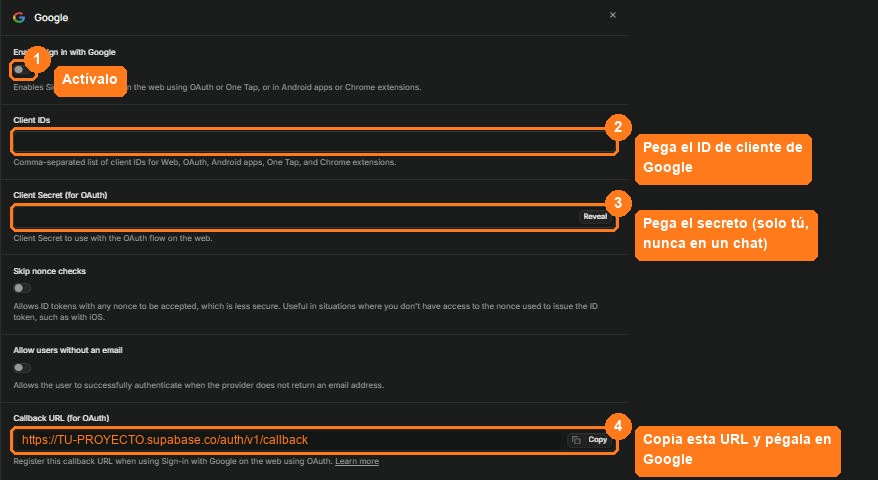 Google
1
Sign in with Google
Actívalo
Enables
the web using OAuth or One Tap, or in Android apps or Chrome extensions.
Client IDs
2
Pega el ID de cliente de
Google
Comma-separated list of client IDs for Web, OAuth, Android apps, One Tap, and Chrome extensions.
Client Secret (for OAuth)
3
Reveal
Pega el secreto (solo tú,
nunca en un chat)
Client Secret to use with the OAuth flow on the web.
Skip nonce checks
Allows ID tokens with any nonce to be accepted, which is less secure. Useful in situations where you don't have access to the nonce used to issue the ID
token, such as with iOS.
Allow users without an email
Allows the user to successfully authenticate when the provider does not return an email address.
Callback URL (for OAuth)
4
https://TU-PROYECTO.supabase.co/auth/v1/callback
Copy
Copia esta URL y pégala en
Google
Register this callback URL when using Sign-in with Google on the web using OAuth. Learn more